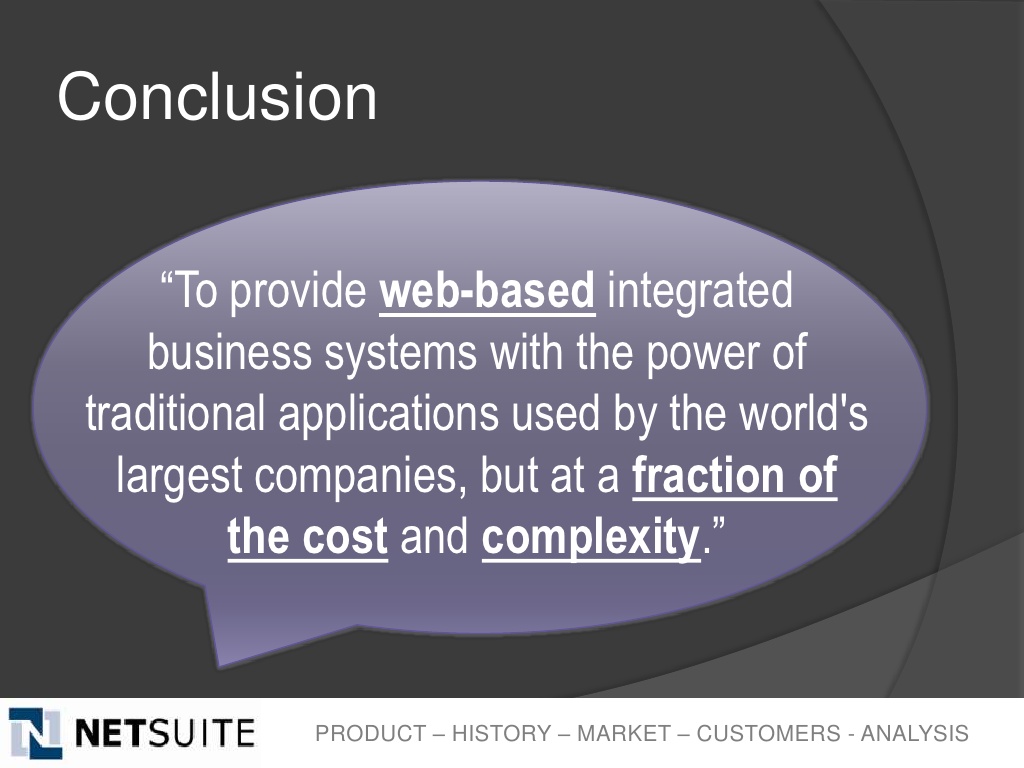 Conclusion
“To provide web-based integrated
business systems with the power of
traditional applications used by the world's
largest companies, but at a fraction of
the cost and complexity.”
NETSUITE
PRODUCT – HISTORY – MARKET – CUSTOMERS - ANALYSIS